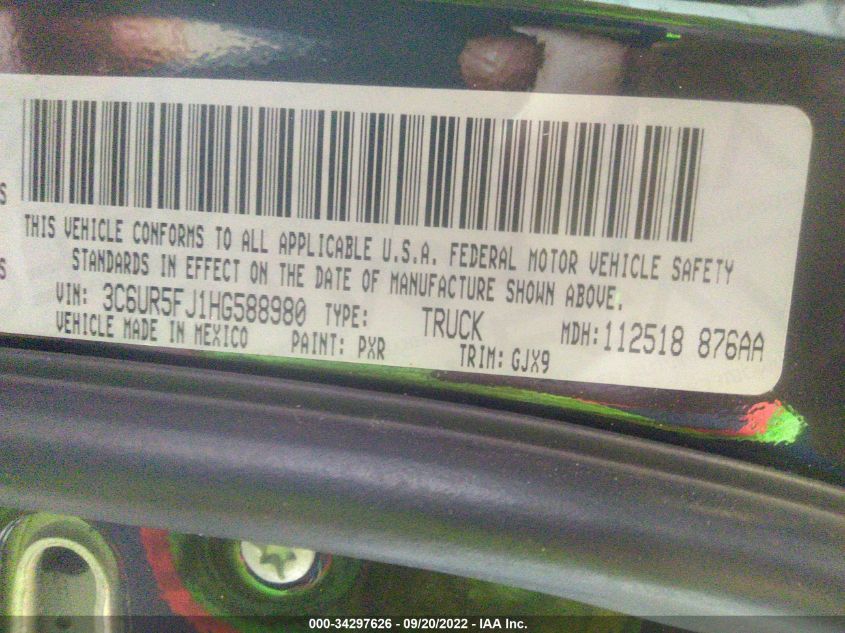 S
THIS VEHICLE CONFORMS TO ALL APPLICABLE U.S.A. FEDERAL MOTOR VEHICLE SAFETY
S STANDARDS IN EFFECT ON THE DATE OF MANUFACTURE SHOWN ABOVE.
VIN: 3C6UR5FJ1HG588980 TYPE: TRUCK MDH:112518 876AA
VEHICLE MADE IN MEXICO PAINT: PXR TRIM: GJX9
000-34297626 - 09/20/2022 - IAA Inc.